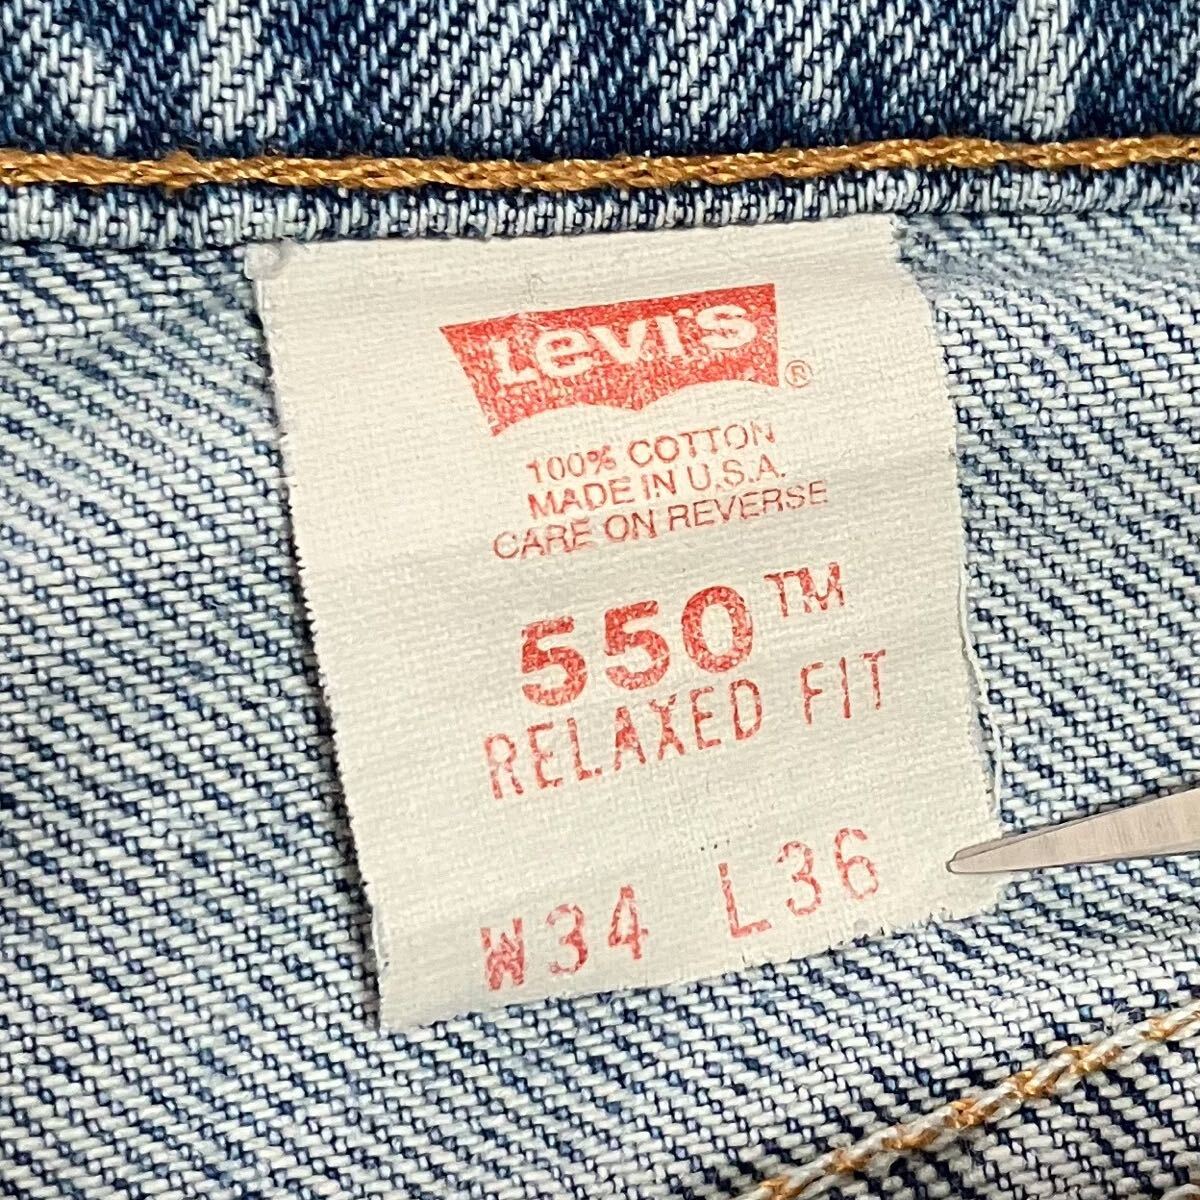 Levi's ®
100% COTTON
MADE IN U.S.A.
CARE ON REVERSE
550™
RELAXED FIT
W34 L36